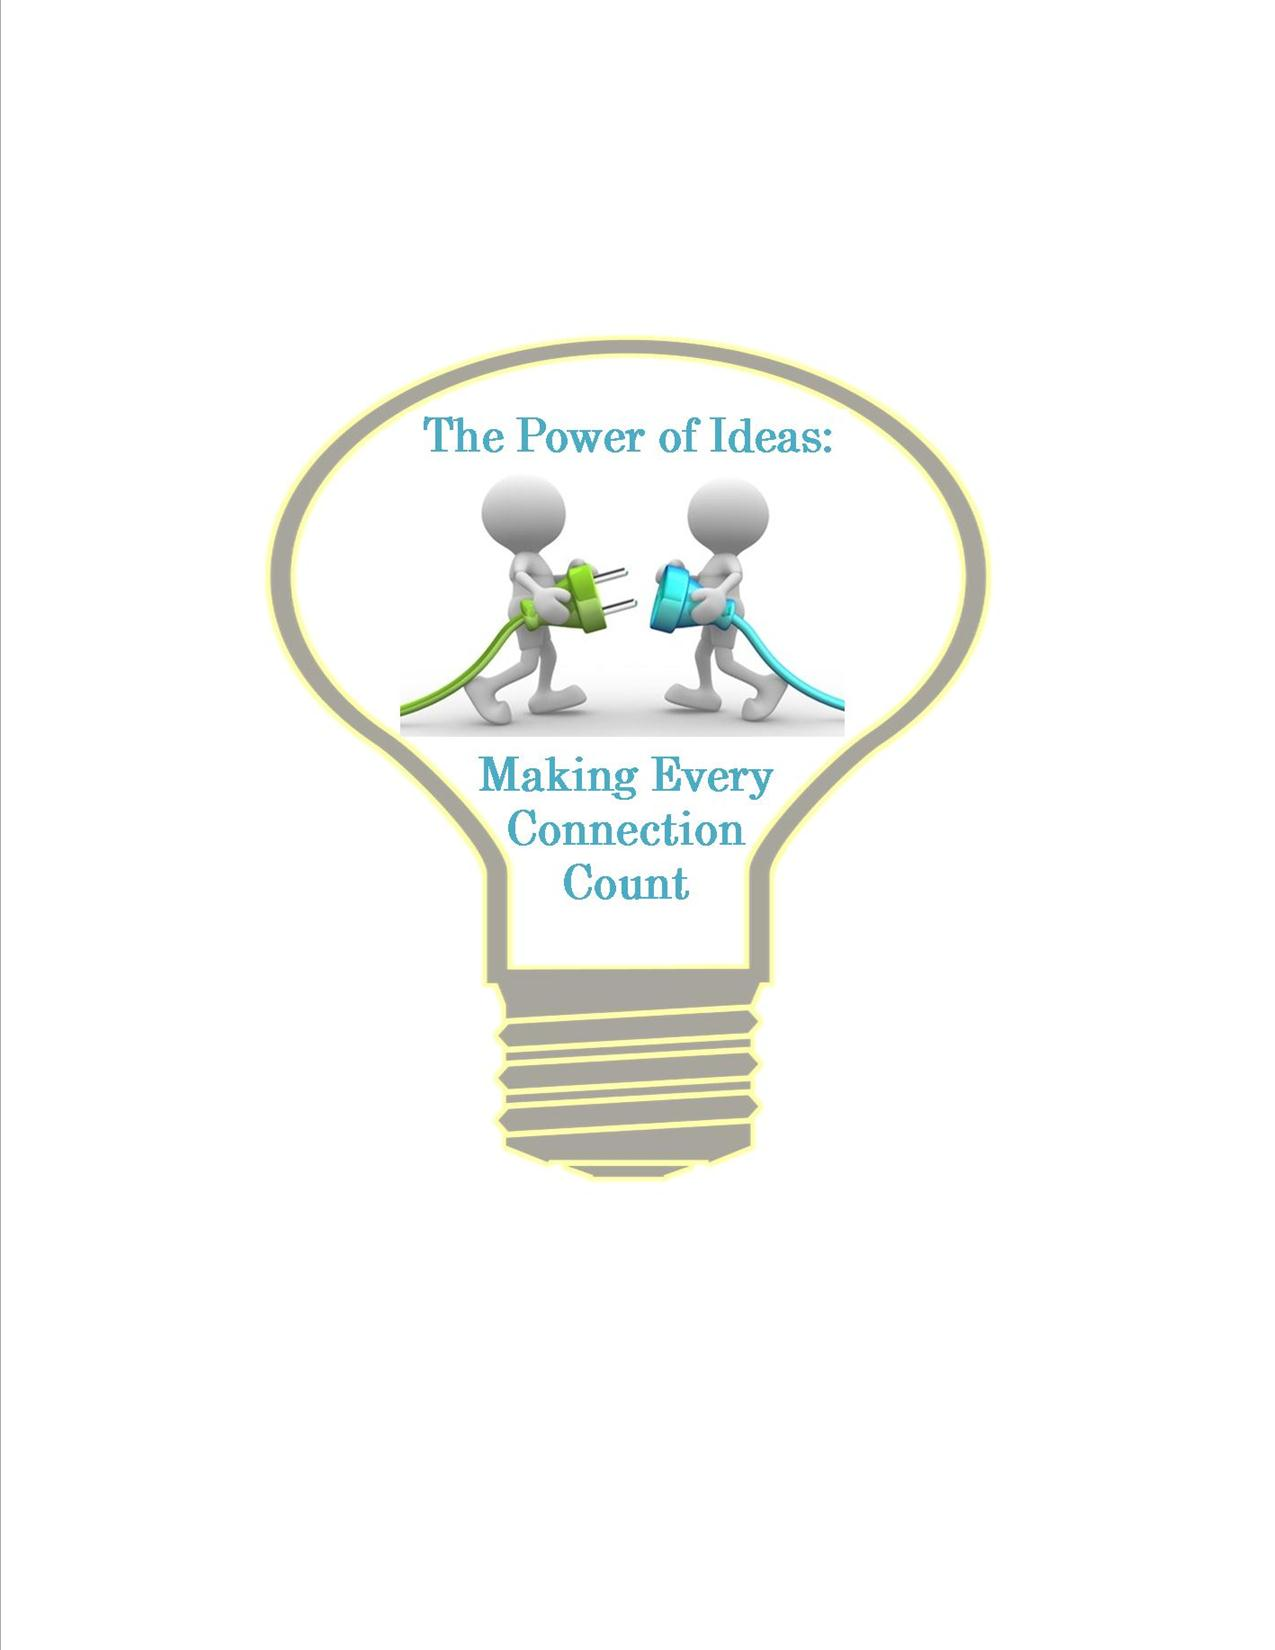 The Power of Ideas:
Making Every
Connection
Count